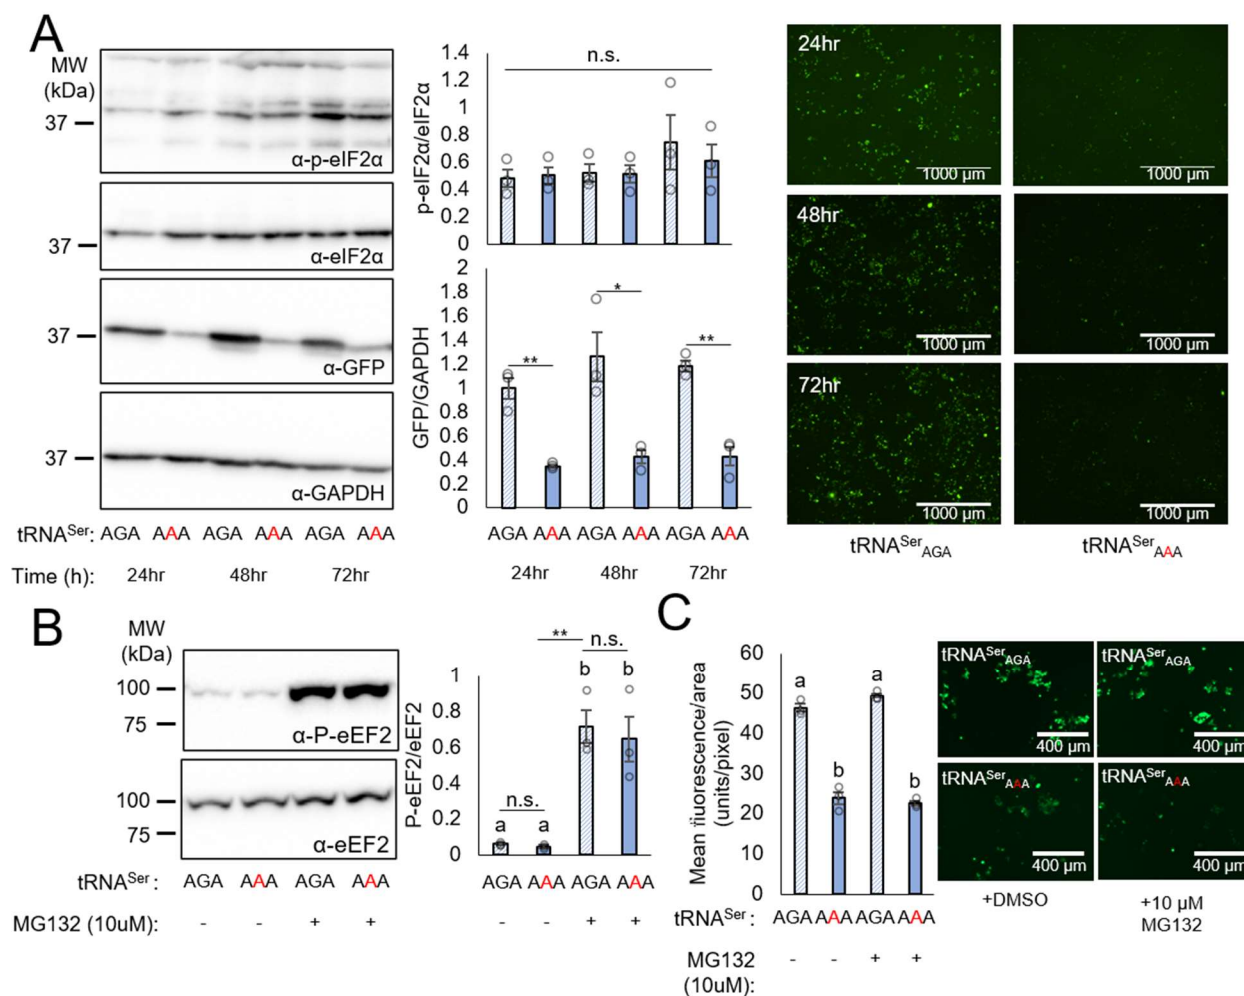 A
MW
(kDa)
37
α-p-eIF2α
37
α-eIF2α
37
α-GFP
37
α-GAPDH
tRNASer: AGA AAA AGA AAA AGA AAA
Time (h): 24hr 48hr 72hr
p-eIF2α/eIF2α
1.4
1.2
1
0.8
0.6
0.4
0.2
0
n.s.
GFP/GAPDH
2
1.8
1.6
1.4
1.2
1
0.8
0.6
0.4
0.2
0
** * **
AGA AAA AGA AAA AGA AAA
24hr 48hr 72hr
24hr
1000 µm 1000 µm
48hr
1000 µm 1000 µm
72hr
1000 µm 1000 µm
tRNASerAGA tRNASerAAA
B
MW
(kDa)
100
75
α-P-eEF2
100
75
α-eEF2
tRNASer: AGA AAA AGA AAA
MG132 (10uM): - - + +
P-eEF2/eEF2
1
0.8
0.6
0.4
0.2
0
** n.s.
b b
n.s.
a a
AGA AAA AGA AAA
- - + +
C
Mean fluorescence/area
(units/pixel)
60
50
40
30
20
10
0
a b a b
tRNASer: AGA AAA AGA AAA
MG132 - - + +
(10uM):
tRNASerAGA tRNASerAGA
400 µm 400 µm
tRNASerAAA tRNASerAAA
400 µm 400 µm
+DMSO +10 µM
MG132